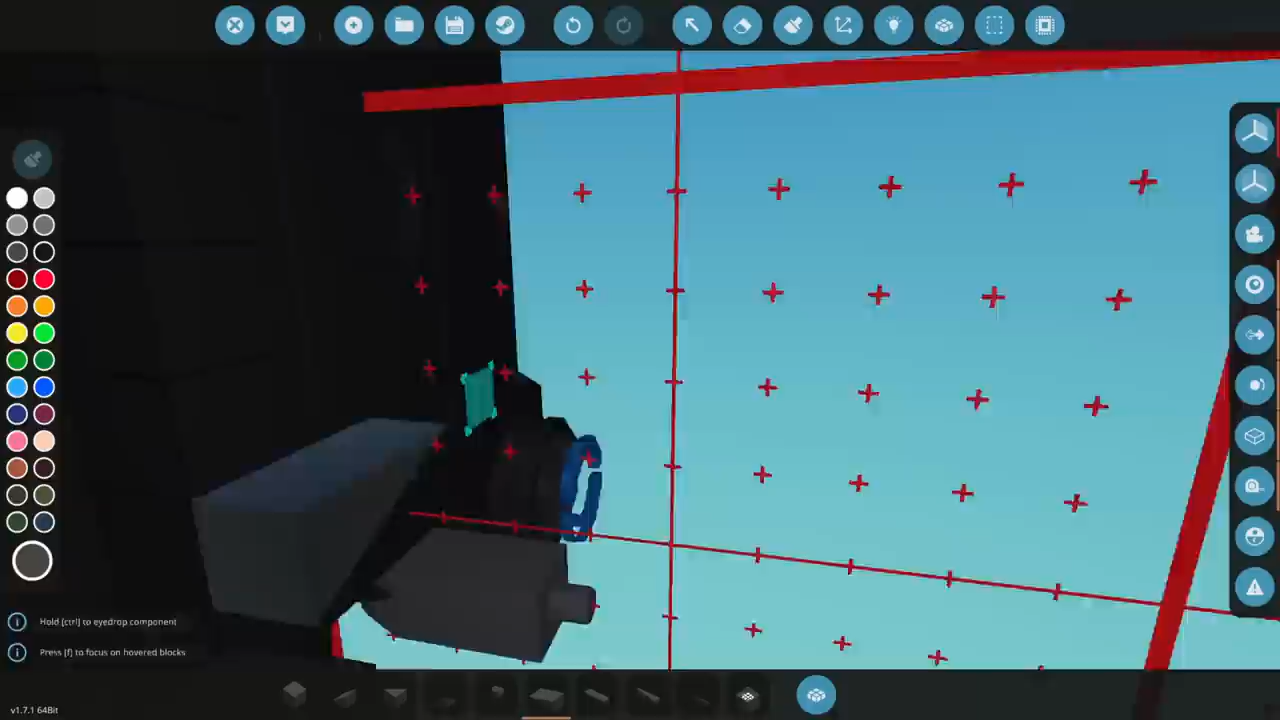 Hold [ctrl] to eyedrop component
Press [f] to focus on hovered blocks
v1.7.1 64Bit